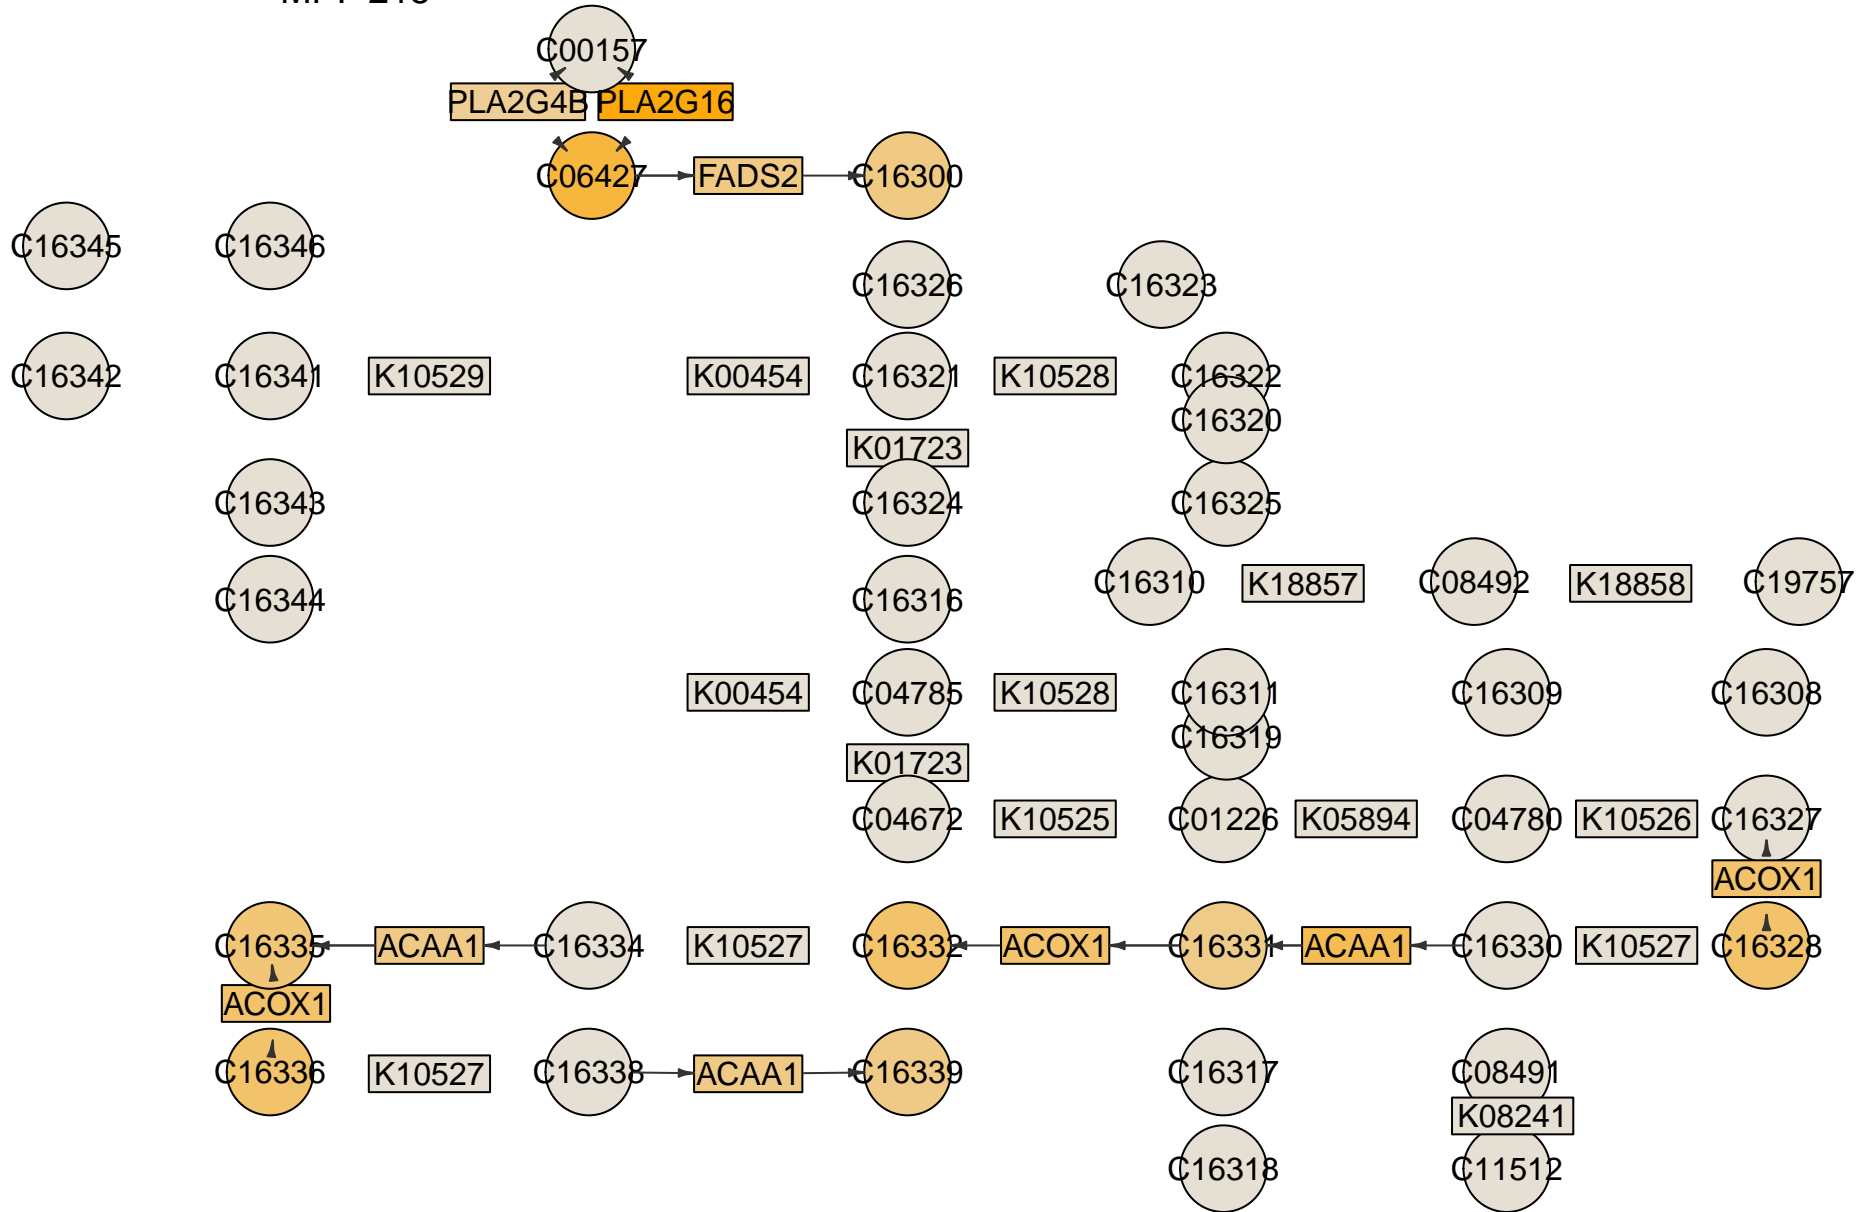 C00157
PLA2G4B PLA2G16
C06427 FADS2 C16300
C16345 C16346
C16326 C16323
C16342 C16341 K10529 K00454 C16321 K10528 C16322
C16320
K01723
C16343 C16324 C16325
C16310 K18857 C08492 K18858 C19757
C16344 C16316
K00454 C04785 K10528 C16311 C16309 C16308
C16319
K01723
C04672 K10525 C01226 K05894 C04780 K10526 C16327
ACOX1
C16335 ACAA1 C16334 K10527 C16332 ACOX1 C16331 ACAA1 C16330 K10527 C16328
ACOX1
C16336 K10527 C16338 ACAA1 C16339 C16317 C08491
K08241
C16318 C11512